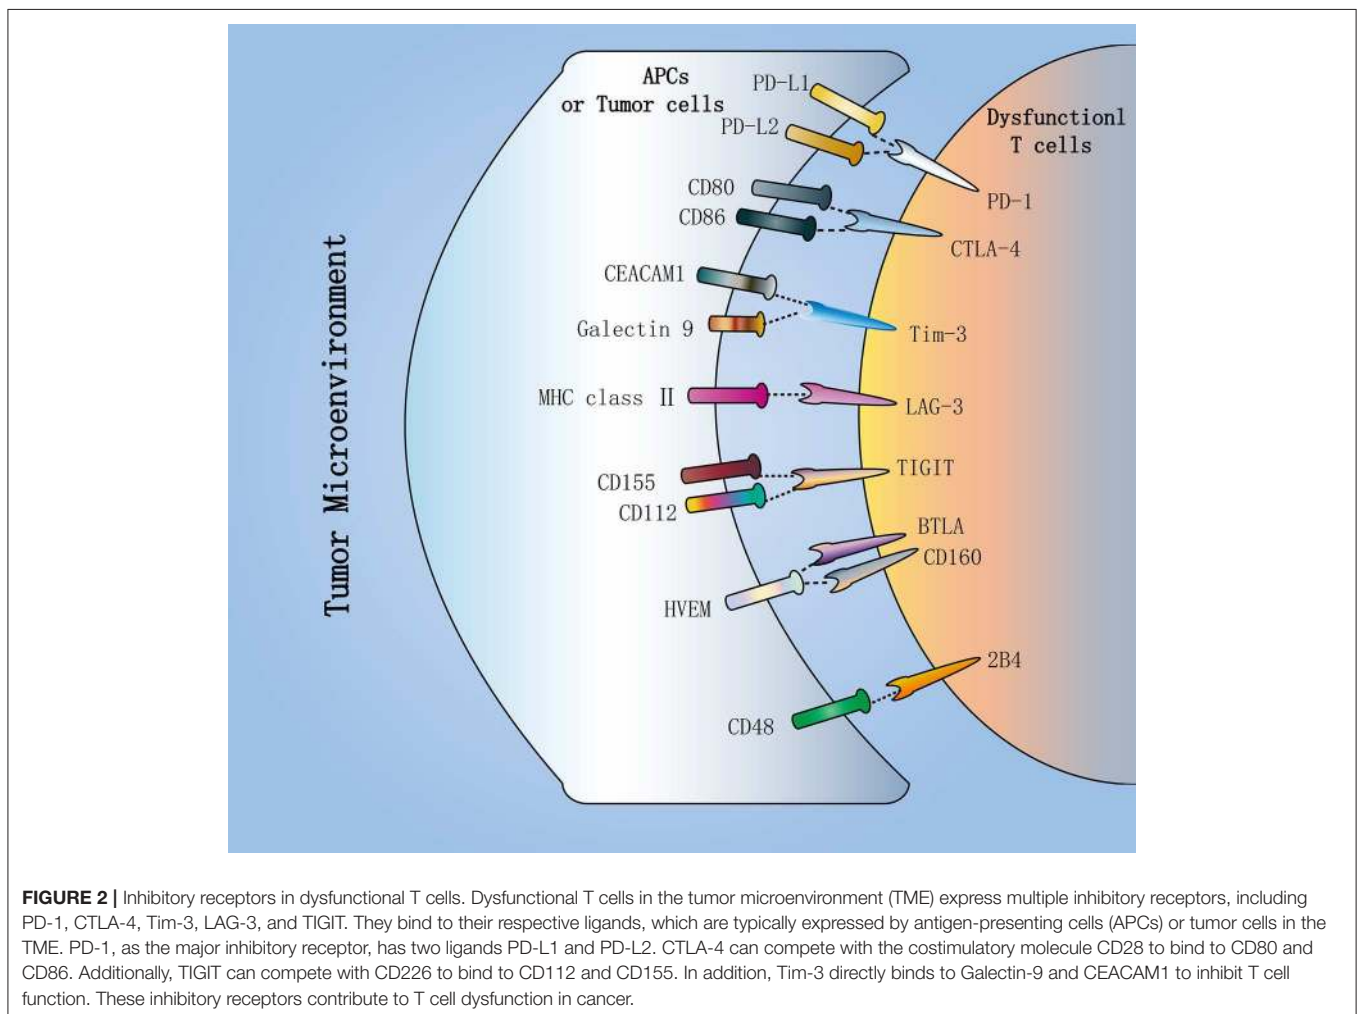 APCs
or Tumor cells
PD-L1
Dysfunctionl
T cells
PD-L2
PD-1
CD80
CD86
CTLA-4
CEACAM1
Galectin 9
Tim-3
MHC class Ⅱ
LAG-3
CD155
TIGIT
CD112
BTLA
CD160
HVEM
2B4
CD48
Tumor Microenvironment
FIGURE 2 | Inhibitory receptors in dysfunctional T cells. Dysfunctional T cells in the tumor microenvironment (TME) express multiple inhibitory receptors, including
PD-1, CTLA-4, Tim-3, LAG-3, and TIGIT. They bind to their respective ligands, which are typically expressed by antigen-presenting cells (APCs) or tumor cells in the
TME. PD-1, as the major inhibitory receptor, has two ligands PD-L1 and PD-L2. CTLA-4 can compete with the costimulatory molecule CD28 to bind to CD80 and
CD86. Additionally, TIGIT can compete with CD226 to bind to CD112 and CD155. In addition, Tim-3 directly binds to Galectin-9 and CEACAM1 to inhibit T cell
function. These inhibitory receptors contribute to T cell dysfunction in cancer.